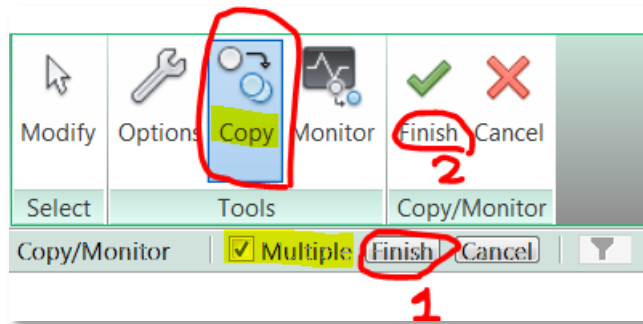 Modify Options Copy Monitor Finish Cancel
2
Select Tools Copy/Monitor
Copy/Monitor Multiple Finish Cancel
1